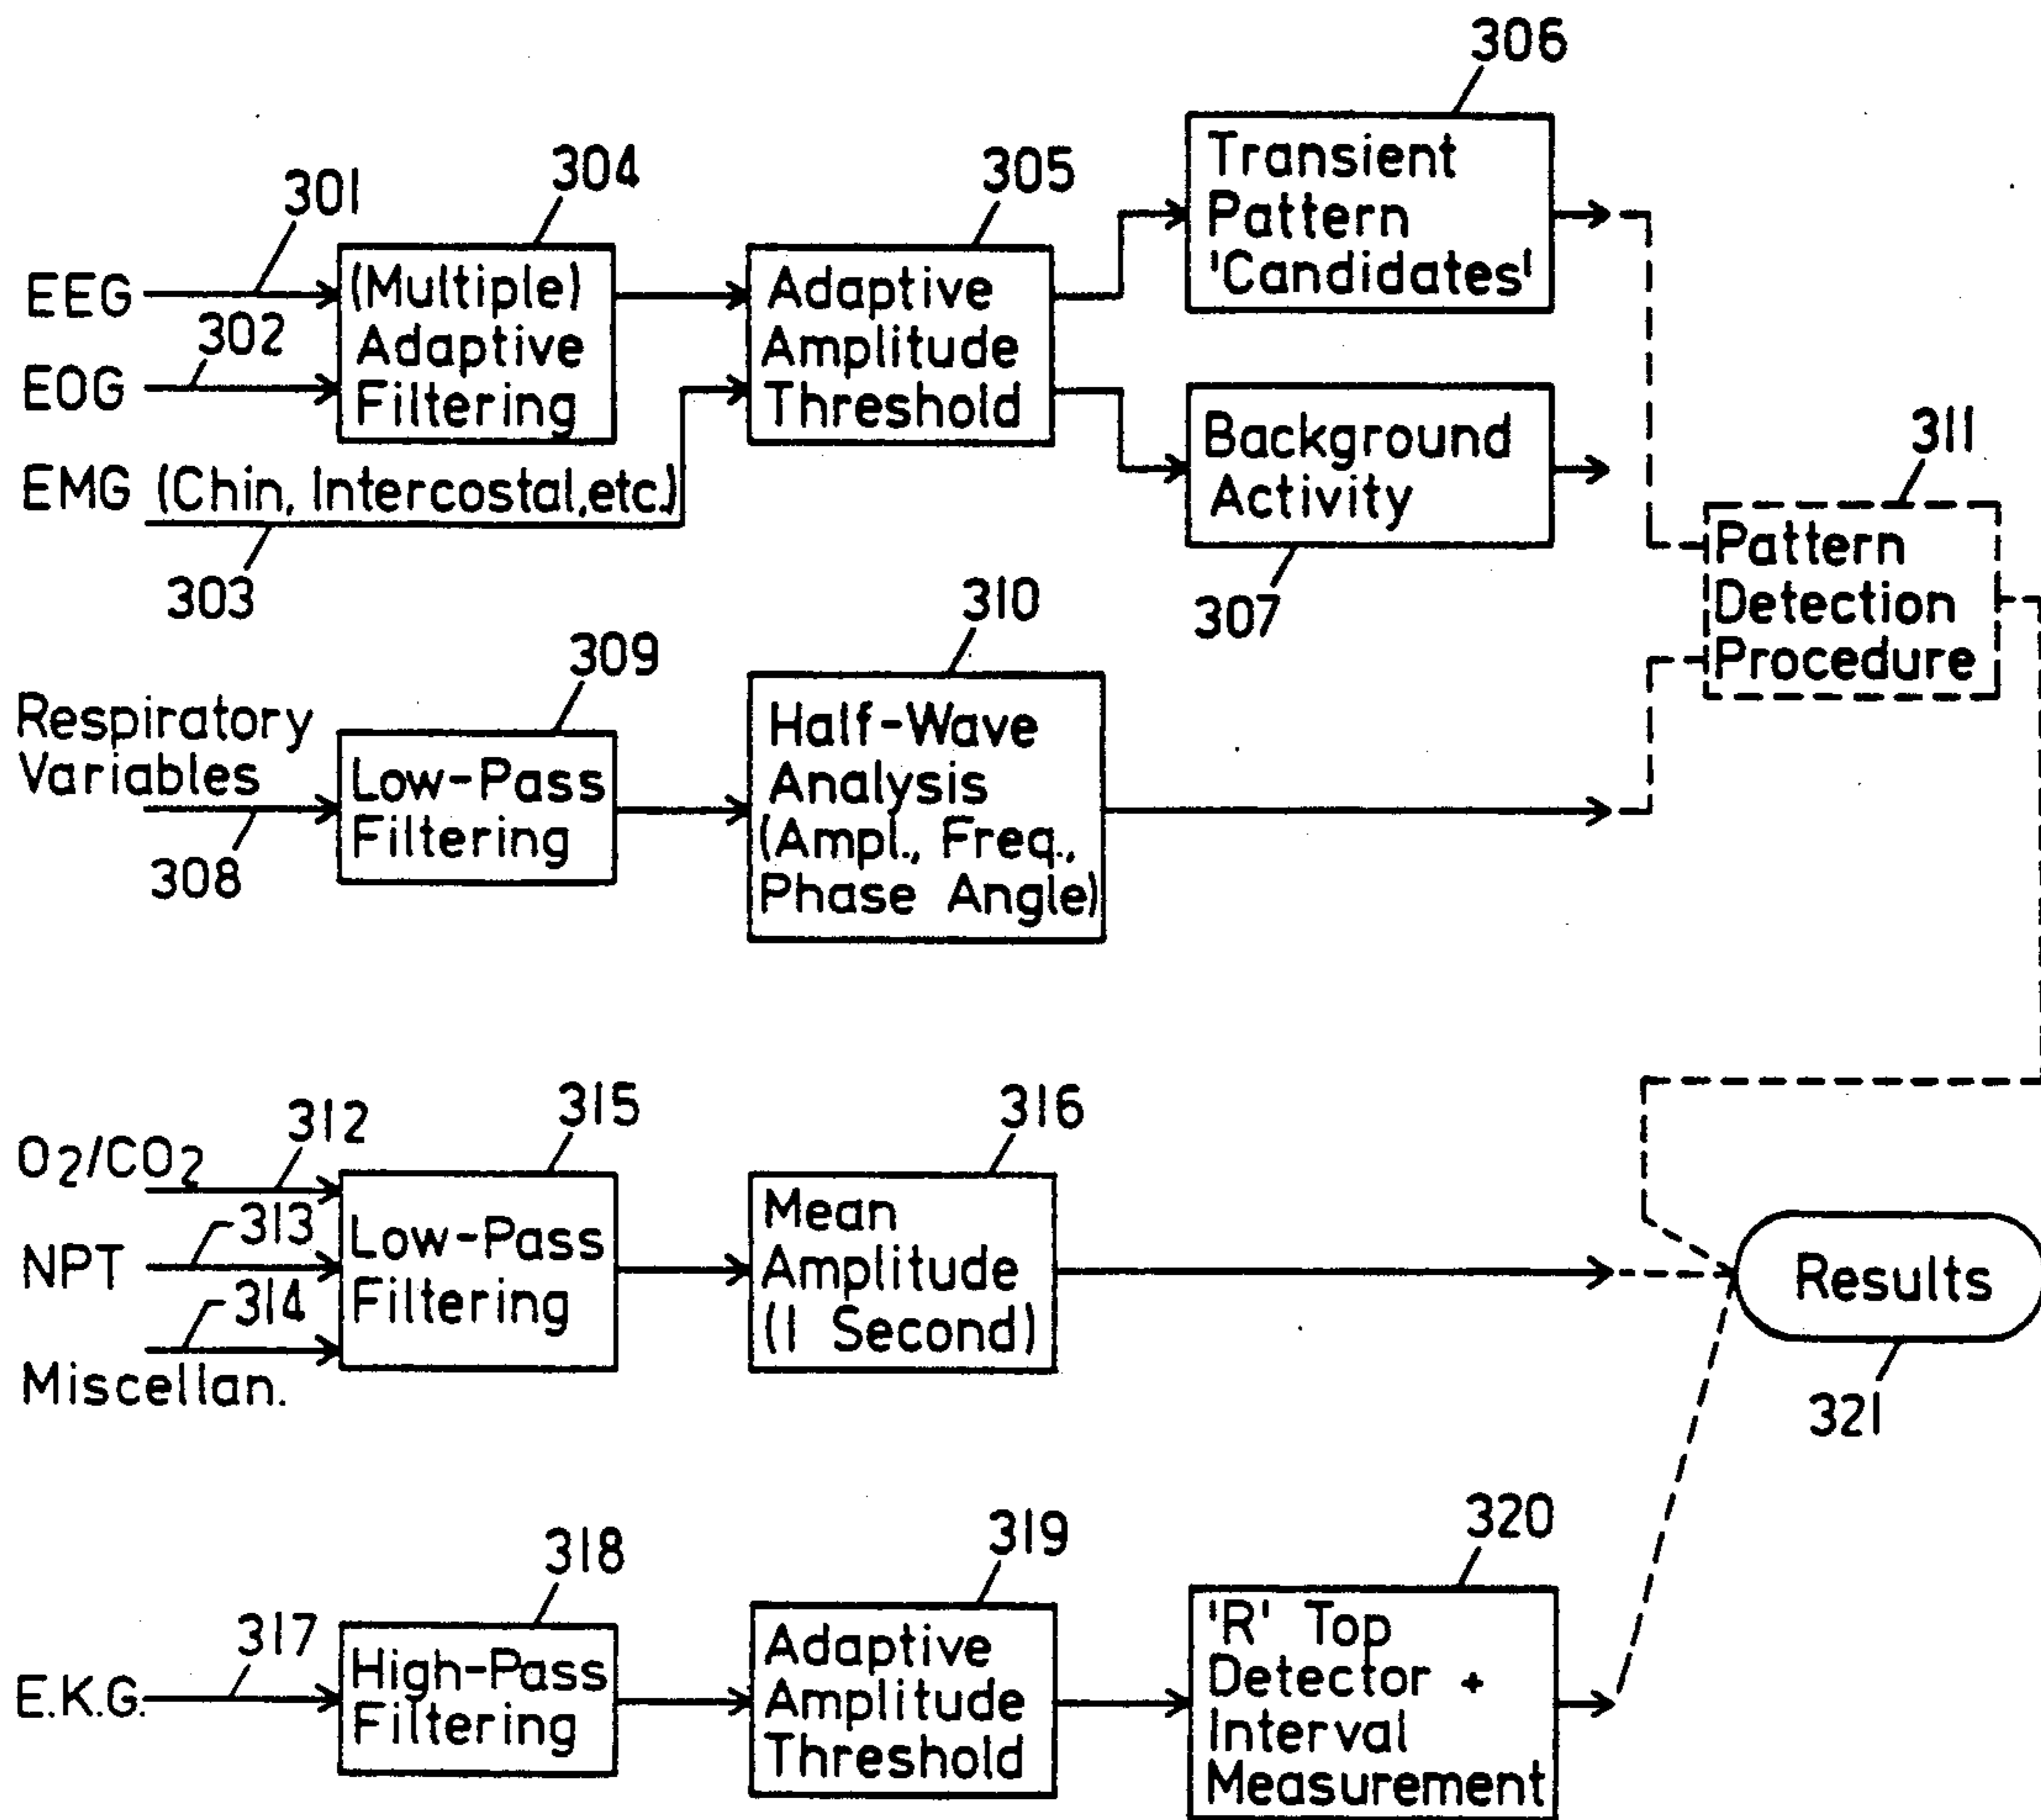 306
Transient
Pattern
'Candidates'
301
304
305
EEG
(Multiple)
Adaptive
Filtering
Adaptive
Amplitude
Threshold
302
EOG
Background
Activity
307
EMG (Chin, Intercostal,etc.)
303
311
Pattern
Detection
Procedure
309
310
Respiratory
Variables
308
Low-Pass
Filtering
Half-Wave
Analysis
(Ampl., Freq.,
Phase Angle)
312
315
316
O2/CO2
313
NPT
314
Miscellan.
Low-Pass
Filtering
Mean
Amplitude
(1 Second)
Results
321
317
318
319
320
E.K.G.
High-Pass
Filtering
Adaptive
Amplitude
Threshold
'R' Top
Detector +
Interval
Measurement